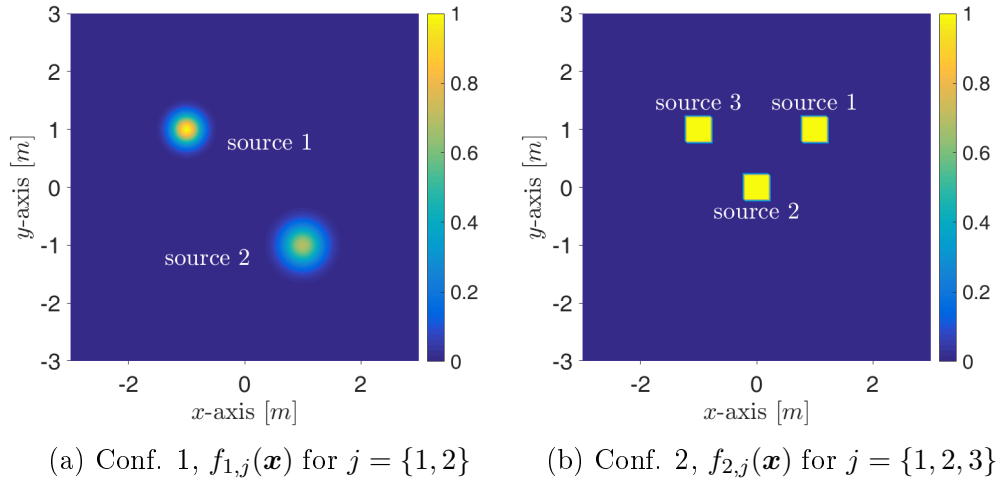 3
2
1
0
-1
-2
-3
-2
0
2
y-axis [m]
x-axis [m]
source 1
source 2
1
0.8
0.6
0.4
0.2
0
(a) Conf. 1, f1,j(x) for j = {1, 2}
3
2
1
0
-1
-2
-3
-2
0
2
y-axis [m]
x-axis [m]
source 3
source 1
source 2
1
0.8
0.6
0.4
0.2
0
(b) Conf. 2, f2,j(x) for j = {1, 2, 3}